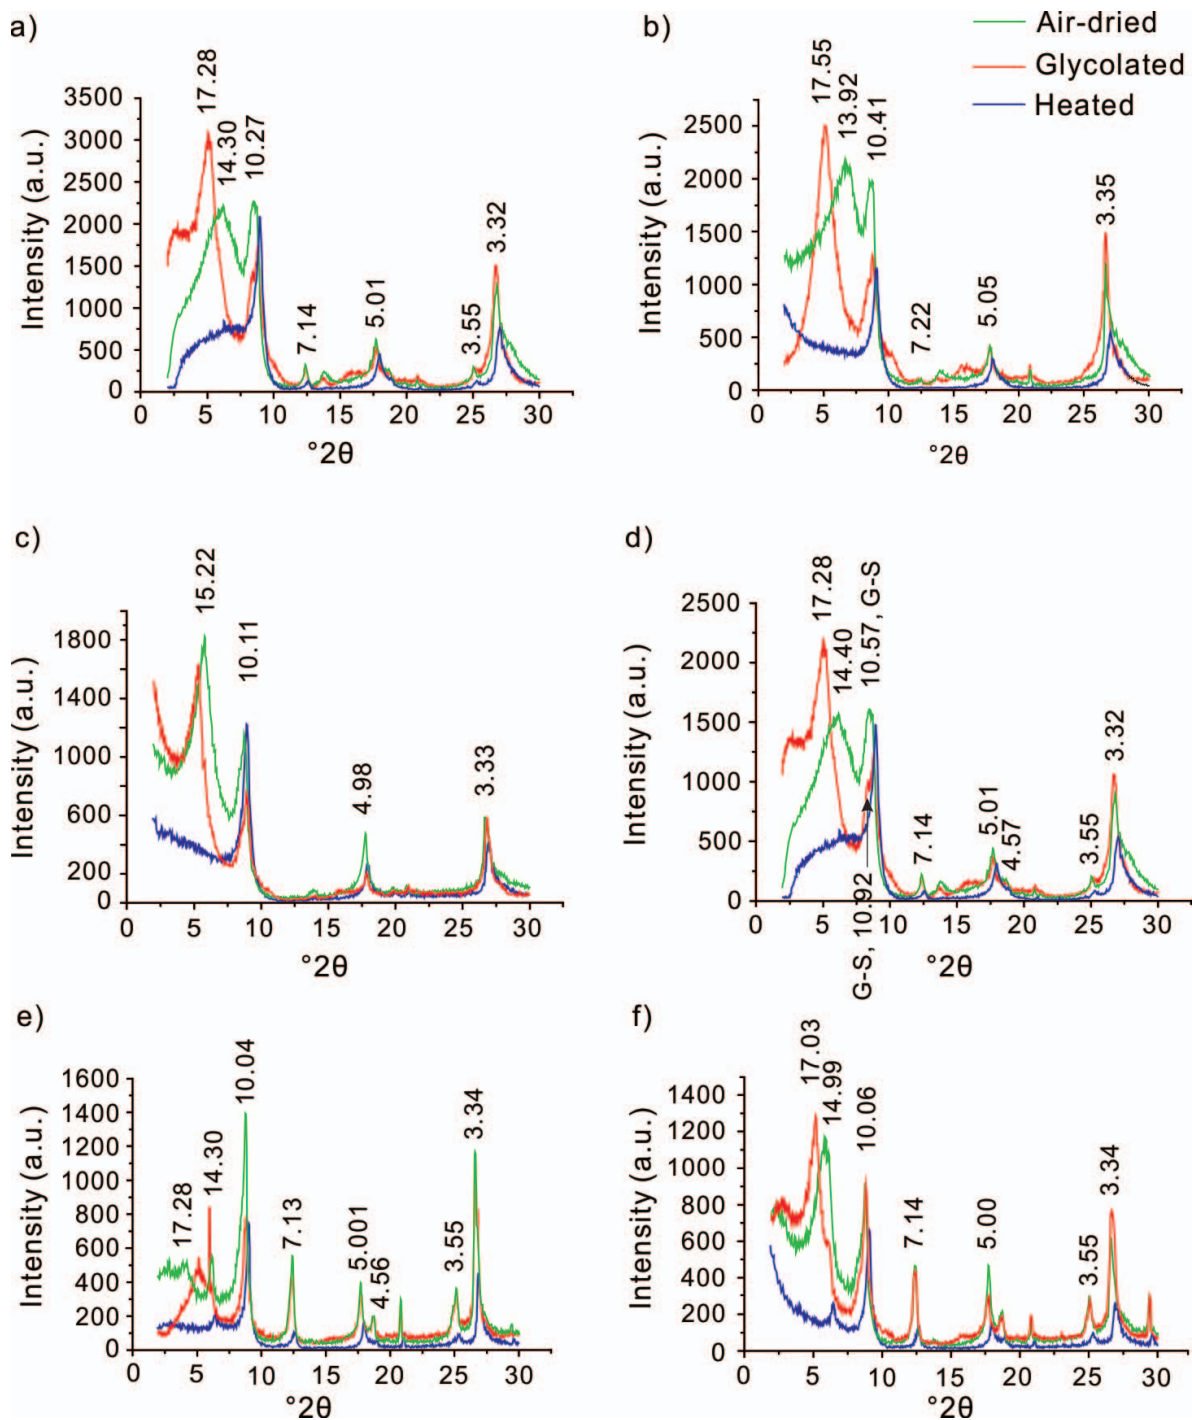 a)
17.28
14.30
10.27
7.14
5.01
3.55
3.32
Intensity (a.u.)
3500
3000
2500
2000
1500
1000
500
0
0 5 10 15 20 25 30
°2θ
b)
Air-dried
Glycolated
Heated
17.55
13.92
10.41
7.22
5.05
3.35
Intensity (a.u.)
2500
2000
1500
1000
500
0
0 5 10 15 20 25 30
°2θ
c)
15.22
10.11
4.98
3.33
Intensity (a.u.)
1800
1400
1000
600
200
0
0 5 10 15 20 25 30
°2θ
d)
17.28
14.40
10.57, G-S
G-S, 10.92
7.14
5.01
4.57
3.55
3.32
Intensity (a.u.)
2500
2000
1500
1000
500
0
0 5 10 15 20 25 30
°2θ
e)
17.28
14.30
10.04
7.13
5.001
4.56
3.55
3.34
Intensity (a.u.)
1600
1400
1200
1000
800
600
400
200
0
0 5 10 15 20 25 30
°2θ
f)
17.03
14.99
10.06
7.14
5.00
3.55
3.34
Intensity (a.u.)
1400
1200
1000
800
600
400
200
0
0 5 10 15 20 25 30
°2θ